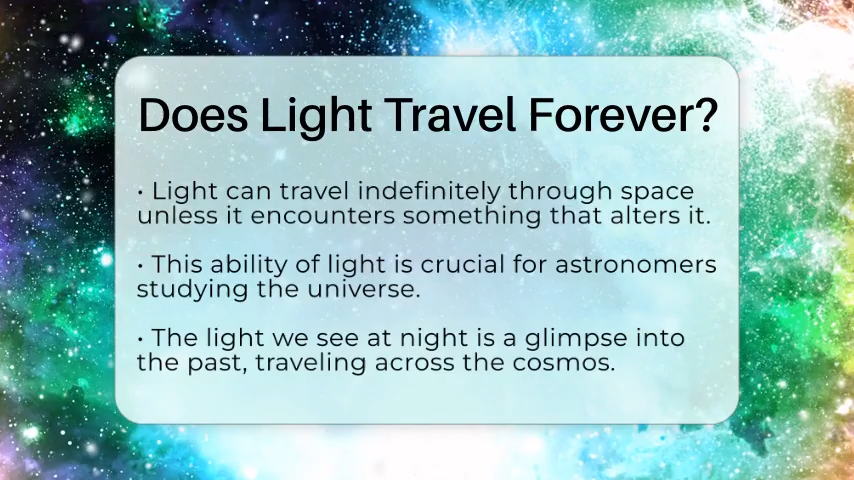 Does Light Travel Forever?
• Light can travel indefinitely through space
unless it encounters something that alters it.
• This ability of light is crucial for astronomers
studying the universe.
• The light we see at night is a glimpse into
the past, traveling across the cosmos.